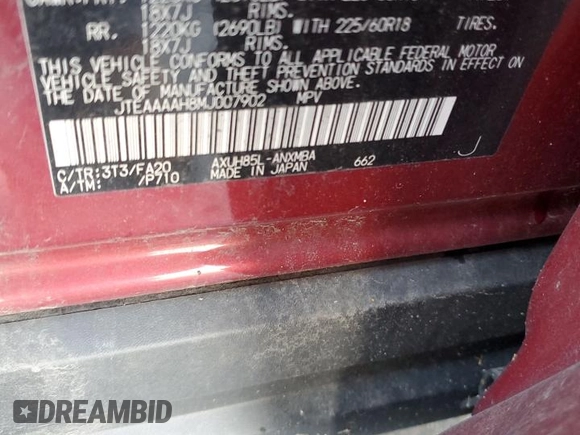 18X7J RIMS.
RR. 1220KG (2690LB) WITH 225/60R18 TIRES.
18X7J RIMS.
THIS VEHICLE CONFORMS TO ALL APPLICABLE FEDERAL MOTOR
VEHICLE SAFETY AND THEFT PREVENTION STANDARDS IN EFFECT ON
THE DATE OF MANUFACTURE SHOWN ABOVE.
JTEAAAAH8MJ007902 MPV
C/TR:3T3/FA20 AXUH85L-ANXMBA 662 J
A/TM: /P710 MADE IN JAPAN
DREAMBID